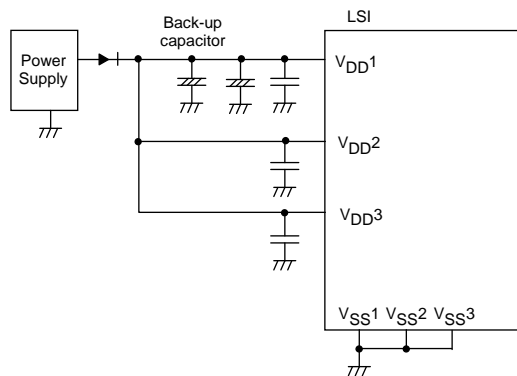 LSI
Back-up
capacitor
Power
Supply
VDD1
VDD2
VDD3
VSS1 VSS2 VSS3